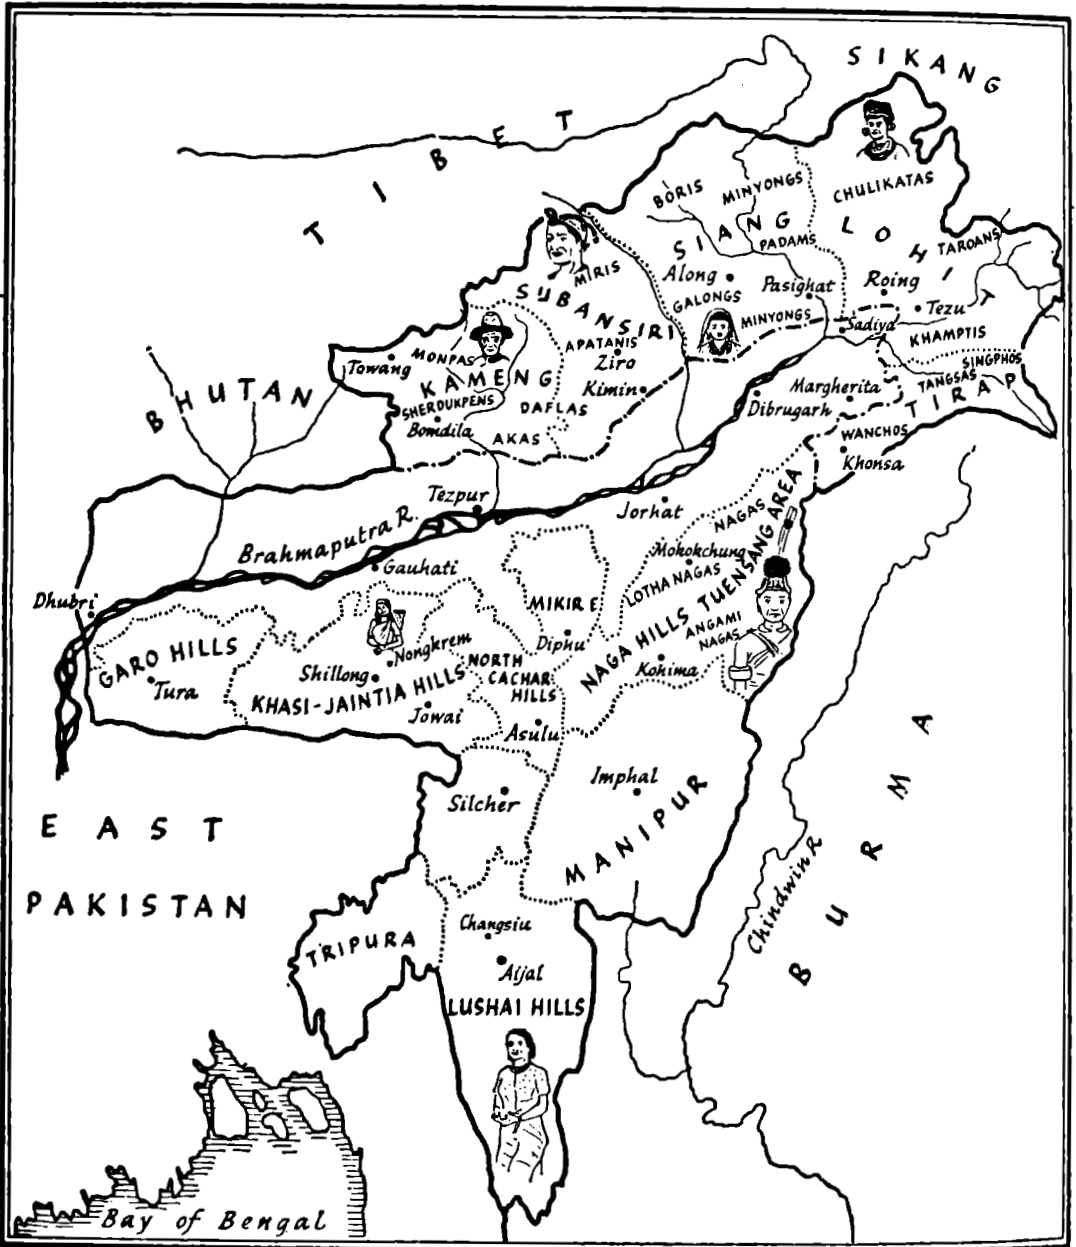 SIKANG
TIBET
CHULIKATAS
BORIS
MINYONGS
SIANG
PADAMS
LOHIT
TAROANS
MIRIS
Along
Pasighat
Roing
SUBANSIRI
GALONGS
MINYONGS
Tezu
Sadiya
KHAMPTIS
APATANIS
Ziro
MONPAS
Towang
KAMENG
SINGPHOS
TANGSAS
TIRAP
BHUTAN
Kimin
Margherita
SHERDUKPENS
DAFLAS
Dibrugarh
Bomdila
AKAS
WANCHOS
Khonsa
Tezpur
Jorhat
Brahmaputra R.
NAGAS
TUENSANG AREA
Mokokchung
Gauhati
LOTHA NAGAS
Dhubri
MIKIR E
ANGAMI
NAGAS
NAGA HILLS
Diphu
Kohima
GARO HILLS
Nongkrem
NORTH
CACHAR
HILLS
Shillong
Tura
KHASI-JAINTIA HILLS
Jowai
Asulu
Imphal
Silcher
MANIPUR
EAST
PAKISTAN
BURMA
Chindwin R
Changsiu
TRIPURA
Aijal
LUSHAI HILLS
Bay of Bengal